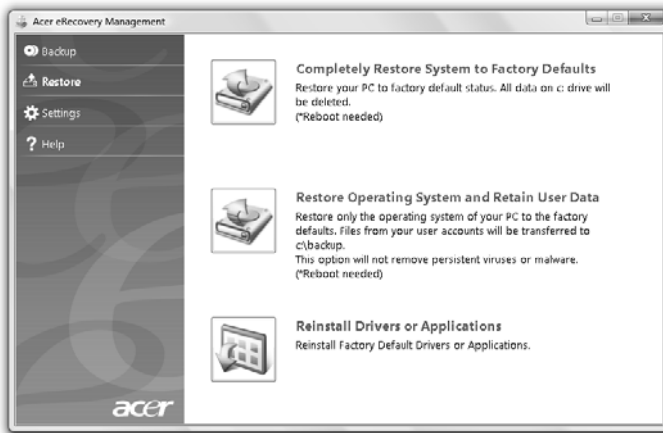 Acer eRecovery Management
Backup
Restore
Settings
Help
Completely Restore System to Factory Defaults
Restore your PC to factory default status. All data on c: drive will
be deleted.
(*Reboot needed)
Restore Operating System and Retain User Data
Restore only the operating system of your PC to the factory
defaults. Files from your user accounts will be transferred to
c:\backup.
This option will not remove persistent viruses or malware.
(*Reboot needed)
Reinstall Drivers or Applications
Reinstall Factory Default Drivers or Applications.
acer